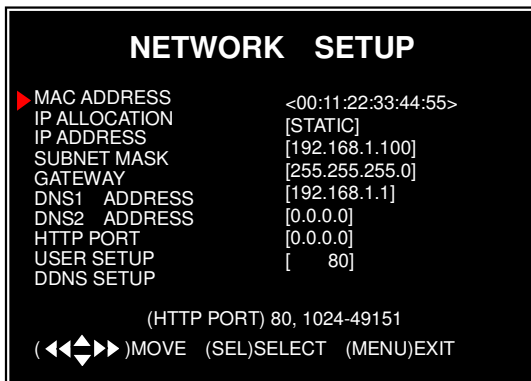 NETWORK SETUP
MAC ADDRESS <00:11:22:33:44:55>
IP ALLOCATION [STATIC]
IP ADDRESS [192.168.1.100]
SUBNET MASK [255.255.255.0]
GATEWAY [192.168.1.1]
DNS1 ADDRESS [0.0.0.0]
DNS2 ADDRESS [0.0.0.0]
HTTP PORT [ 80]
USER SETUP
DDNS SETUP
(HTTP PORT) 80, 1024-49151
( )MOVE (SEL)SELECT (MENU)EXIT